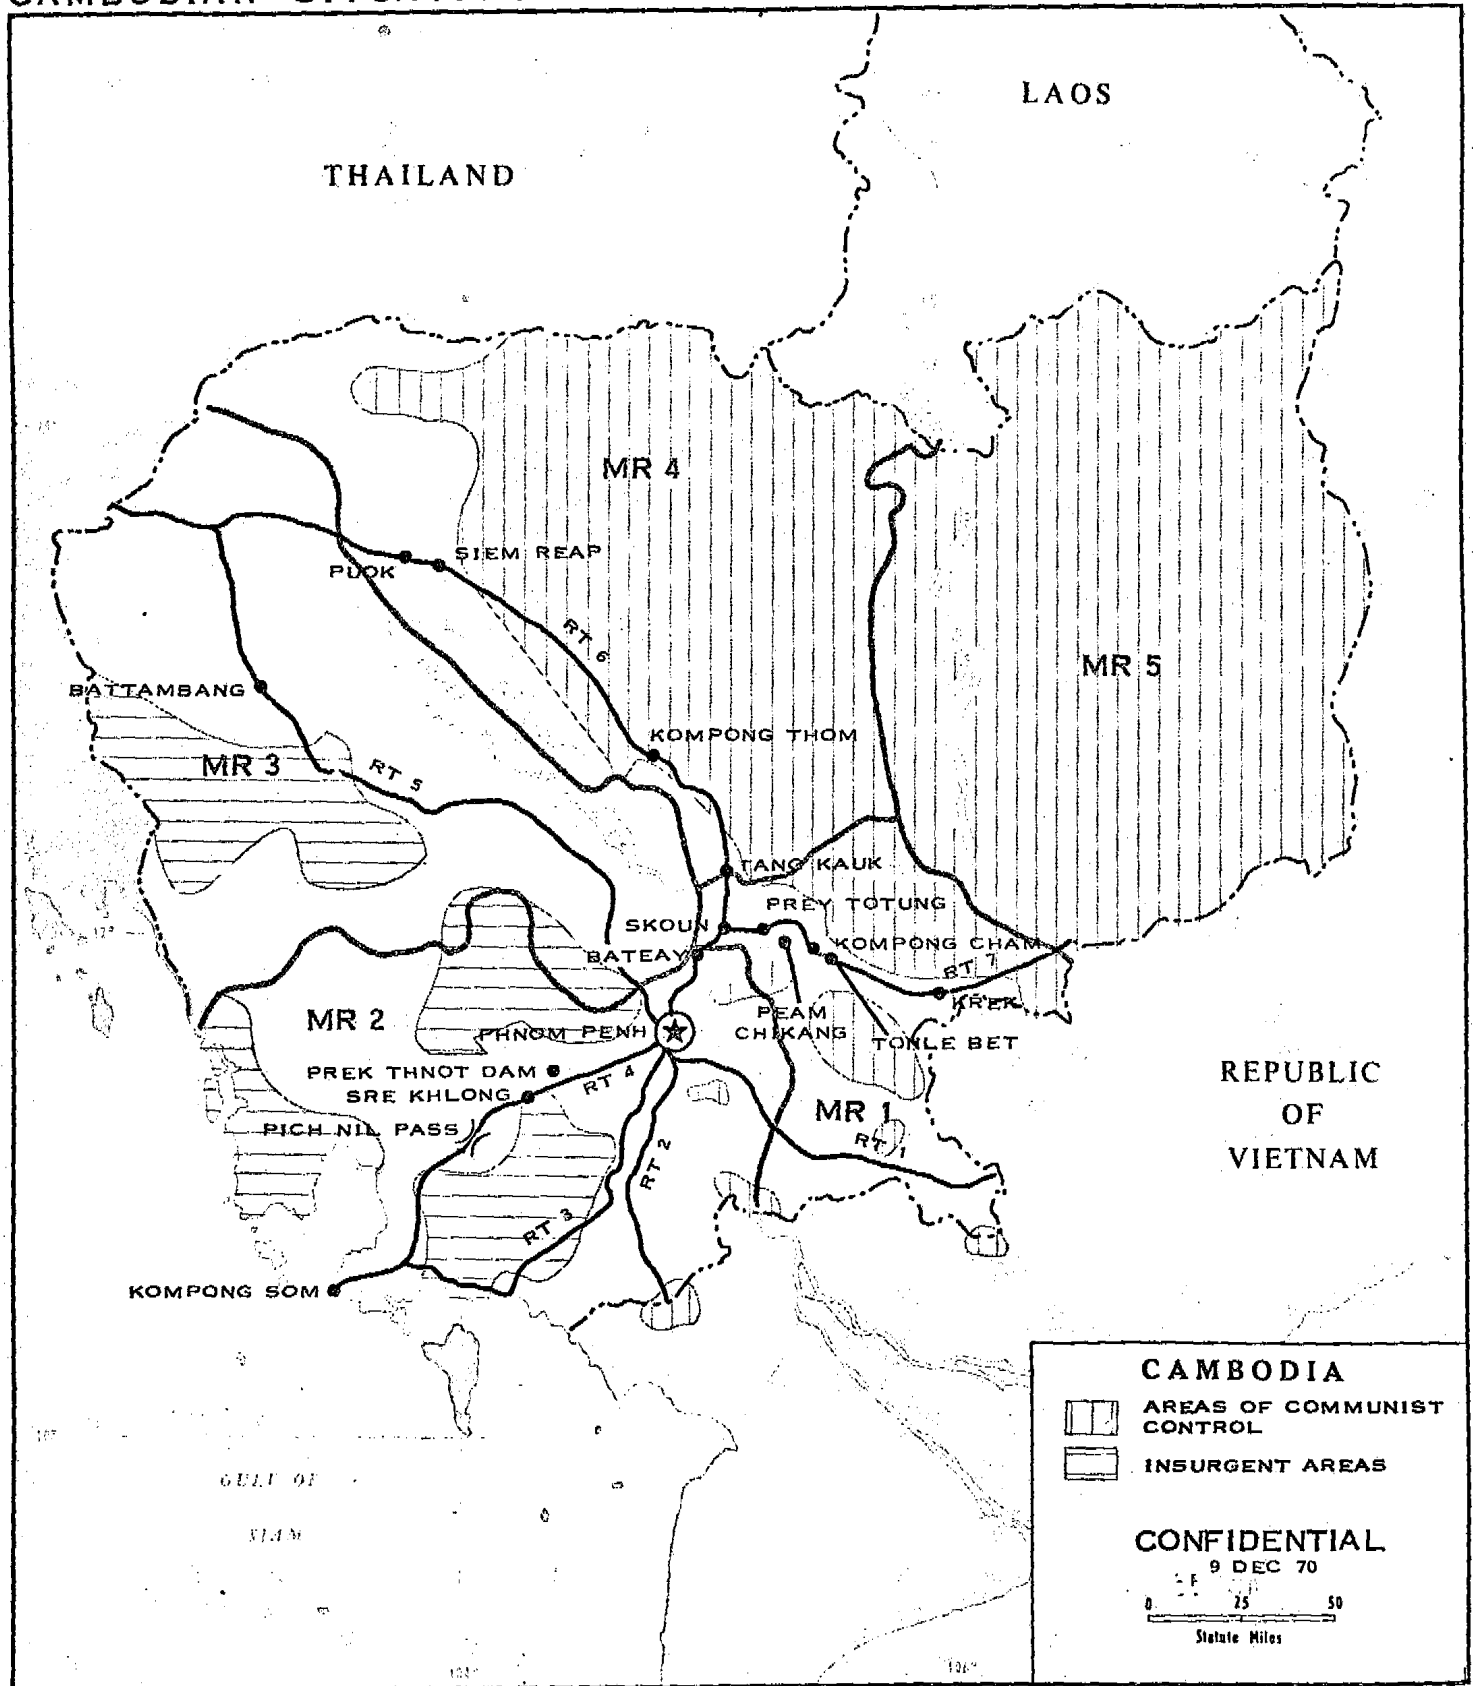 LAOS
THAILAND
MR 4
SIEM REAP
PUOK
RT 6
MR 5
BATTAMBANG
KOMPONG THOM
MR 3
RT 5
TANG KAUK
PREY TOTUNG
SKOUN
KOMPONG CHAM
BATEAY
RT 7
KREK
MR 2
PEAM
CHIKANG
PHNOM PENH
TONLE BET
PREK THNOT DAM
RT 4
SRE KHLONG
REPUBLIC
OF
VIETNAM
MR 1
PICH NIL PASS
RT 1
RT 2
RT 3
KOMPONG SOM
CAMBODIA
AREAS OF COMMUNIST
CONTROL
INSURGENT AREAS
GULF OF
SIAM
CONFIDENTIAL
9 DEC 70
0 25 50
Statute Miles